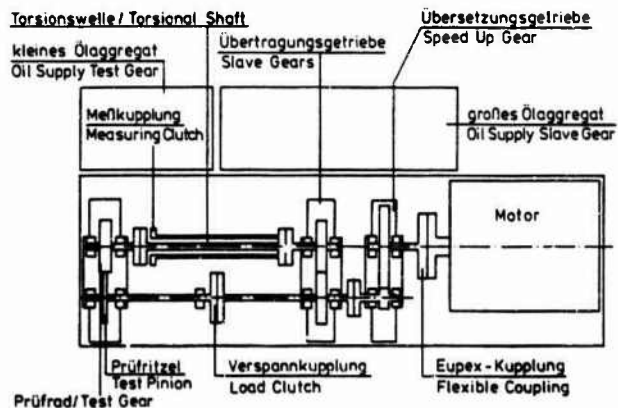 Torsionswelle / Torsional Shaft
kleines Ölaggregat
Oil Supply Test Gear
Übertragungsgetriebe
Slave Gears
Übersetzungsgetriebe
Speed Up Gear
Meßkupplung
Measuring Clutch
großes Ölaggregat
Oil Supply Slave Gear
Motor
Prüfritzel
Test Pinion
Prüfrad / Test Gear
Verspannkupplung
Load Clutch
Eupex-Kupplung
Flexible Coupling